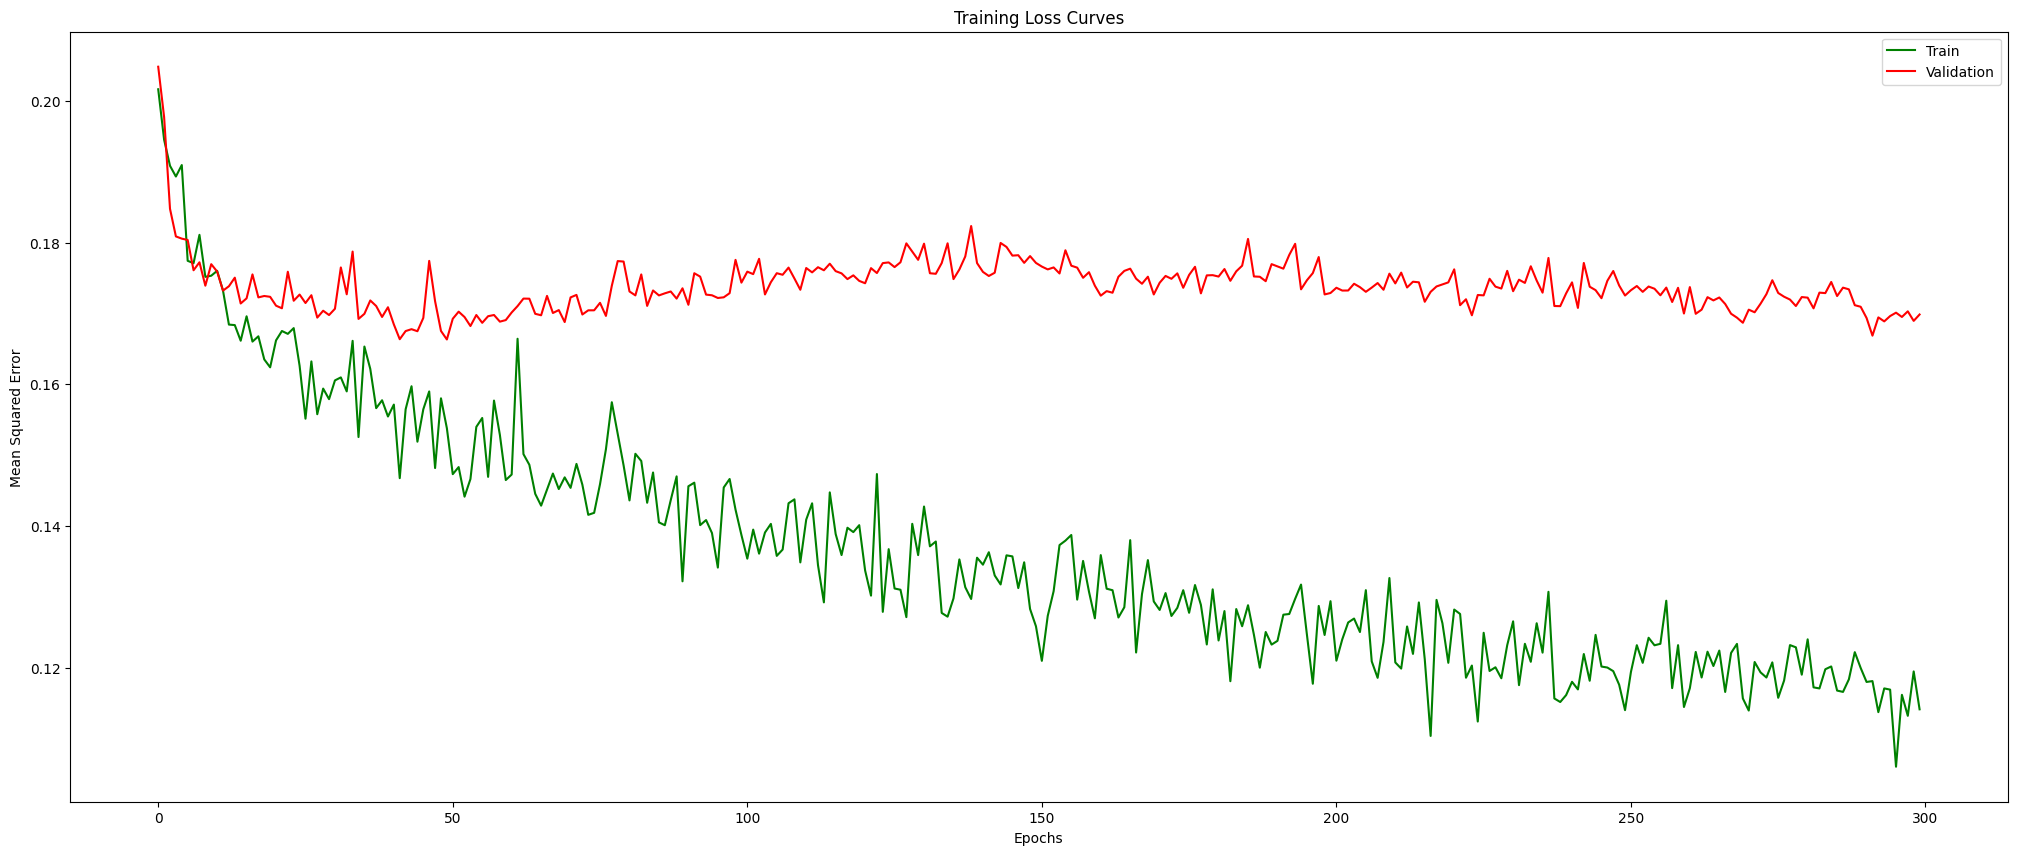 Training Loss Curves
Train
Validation
Mean Squared Error
0.20
0.18
0.16
0.14
0.12
0 50 100 150 200 250 300
Epochs